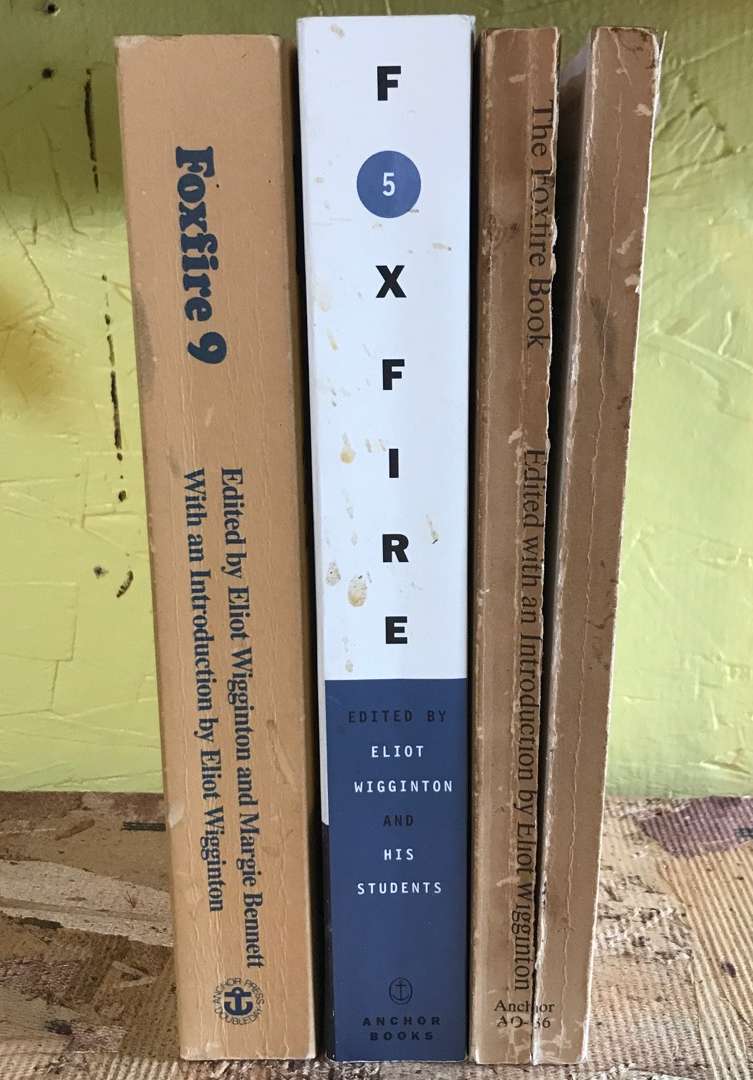 Foxfire 9
Edited by Eliot Wigginton and Margie Bennett
With an Introduction by Eliot Wigginton
ANCHOR PRESS
DOUBLEDAY
F
5
O
X
F
I
R
E
EDITED BY
ELIOT
WIGGINTON
AND
HIS
STUDENTS
ANCHOR
BOOKS
The Foxfire Book
Edited with an Introduction by Eliot Wigginton
Anchor